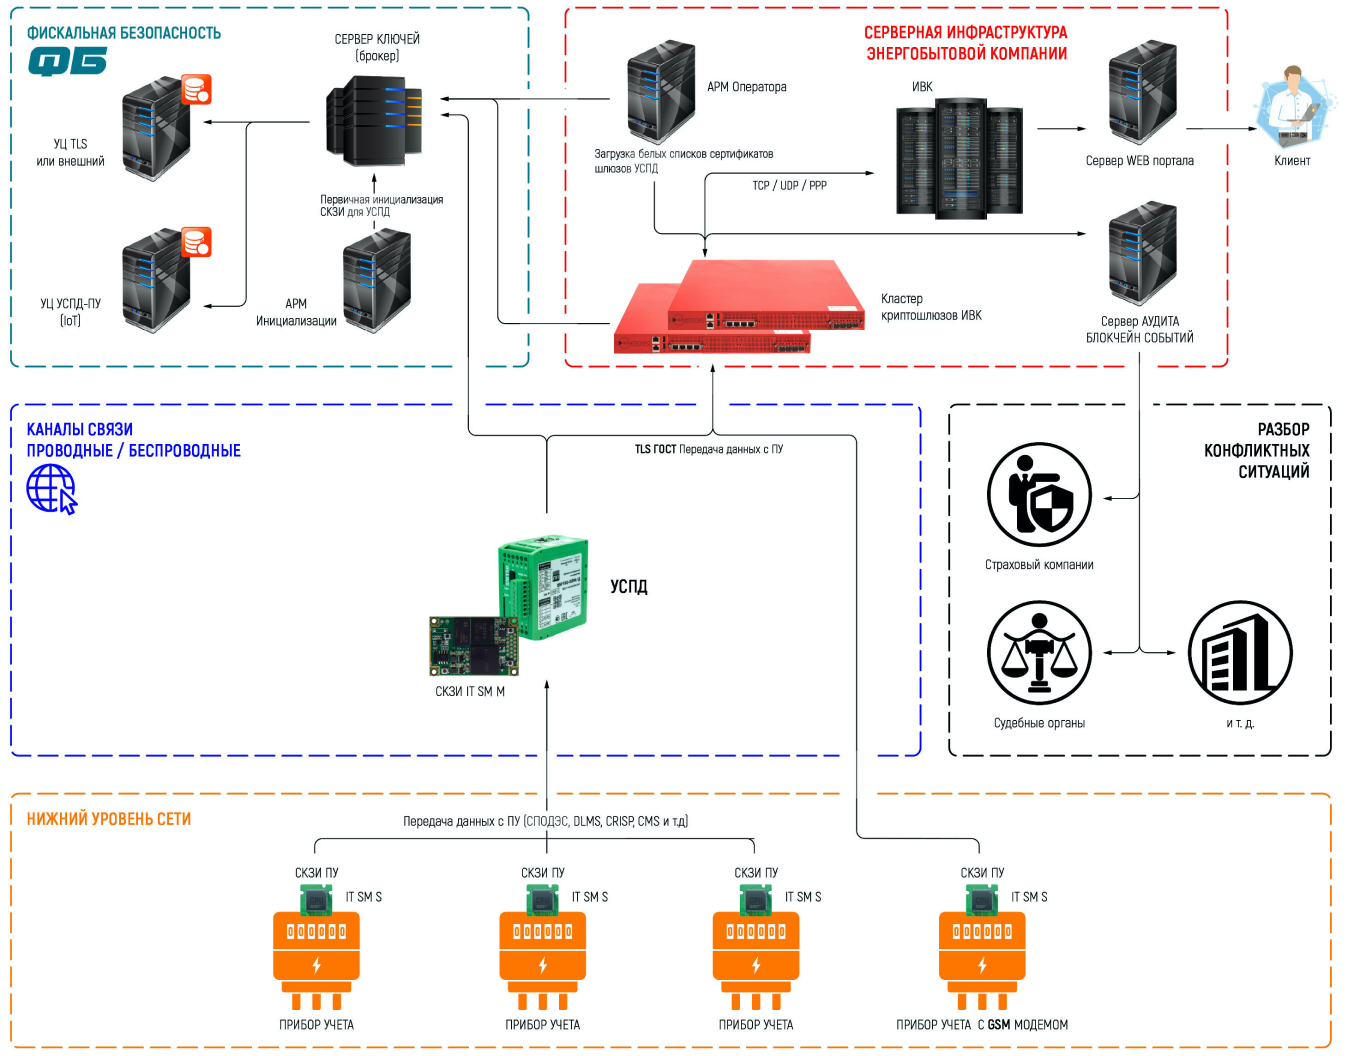 ФИСКАЛЬНАЯ БЕЗОПАСНОСТЬ
ФБ
СЕРВЕР КЛЮЧЕЙ
(брокер)
УЦ TLS
или внешний
Первичная инициализация
СКЗИ для УСПД
УЦ УСПД-ПУ
(IoT)
АРМ
Инициализации
СЕРВЕРНАЯ ИНФРАСТРУКТУРА
ЭНЕРГОБЫТОВОЙ КОМПАНИИ
АРМ Оператора
ИВК
Загрузка белых списков сертификатов
шлюзов УСПД
TCP / UDP / PPP
Сервер WEB портала
Клиент
Кластер
криптошлюзов ИВК
Сервер АУДИТА
БЛОКЧЕЙН СОБЫТИЙ
КАНАЛЫ СВЯЗИ
ПРОВОДНЫЕ / БЕСПРОВОДНЫЕ
TLS ГОСТ Передача данных с ПУ
УСПД
СКЗИ IT SM M
РАЗБОР
КОНФЛИКТНЫХ
СИТУАЦИЙ
Страховый компании
Судебные органы
и т. д.
НИЖНИЙ УРОВЕНЬ СЕТИ
Передача данных с ПУ (СПОДЭС, DLMS, CRISP, CMS и т.д)
СКЗИ ПУ
IT SM S
000000
ПРИБОР УЧЕТА
СКЗИ ПУ
IT SM S
000000
ПРИБОР УЧЕТА
СКЗИ ПУ
IT SM S
000000
ПРИБОР УЧЕТА
СКЗИ ПУ
IT SM S
000000
ПРИБОР УЧЕТА С GSM МОДЕМОМ